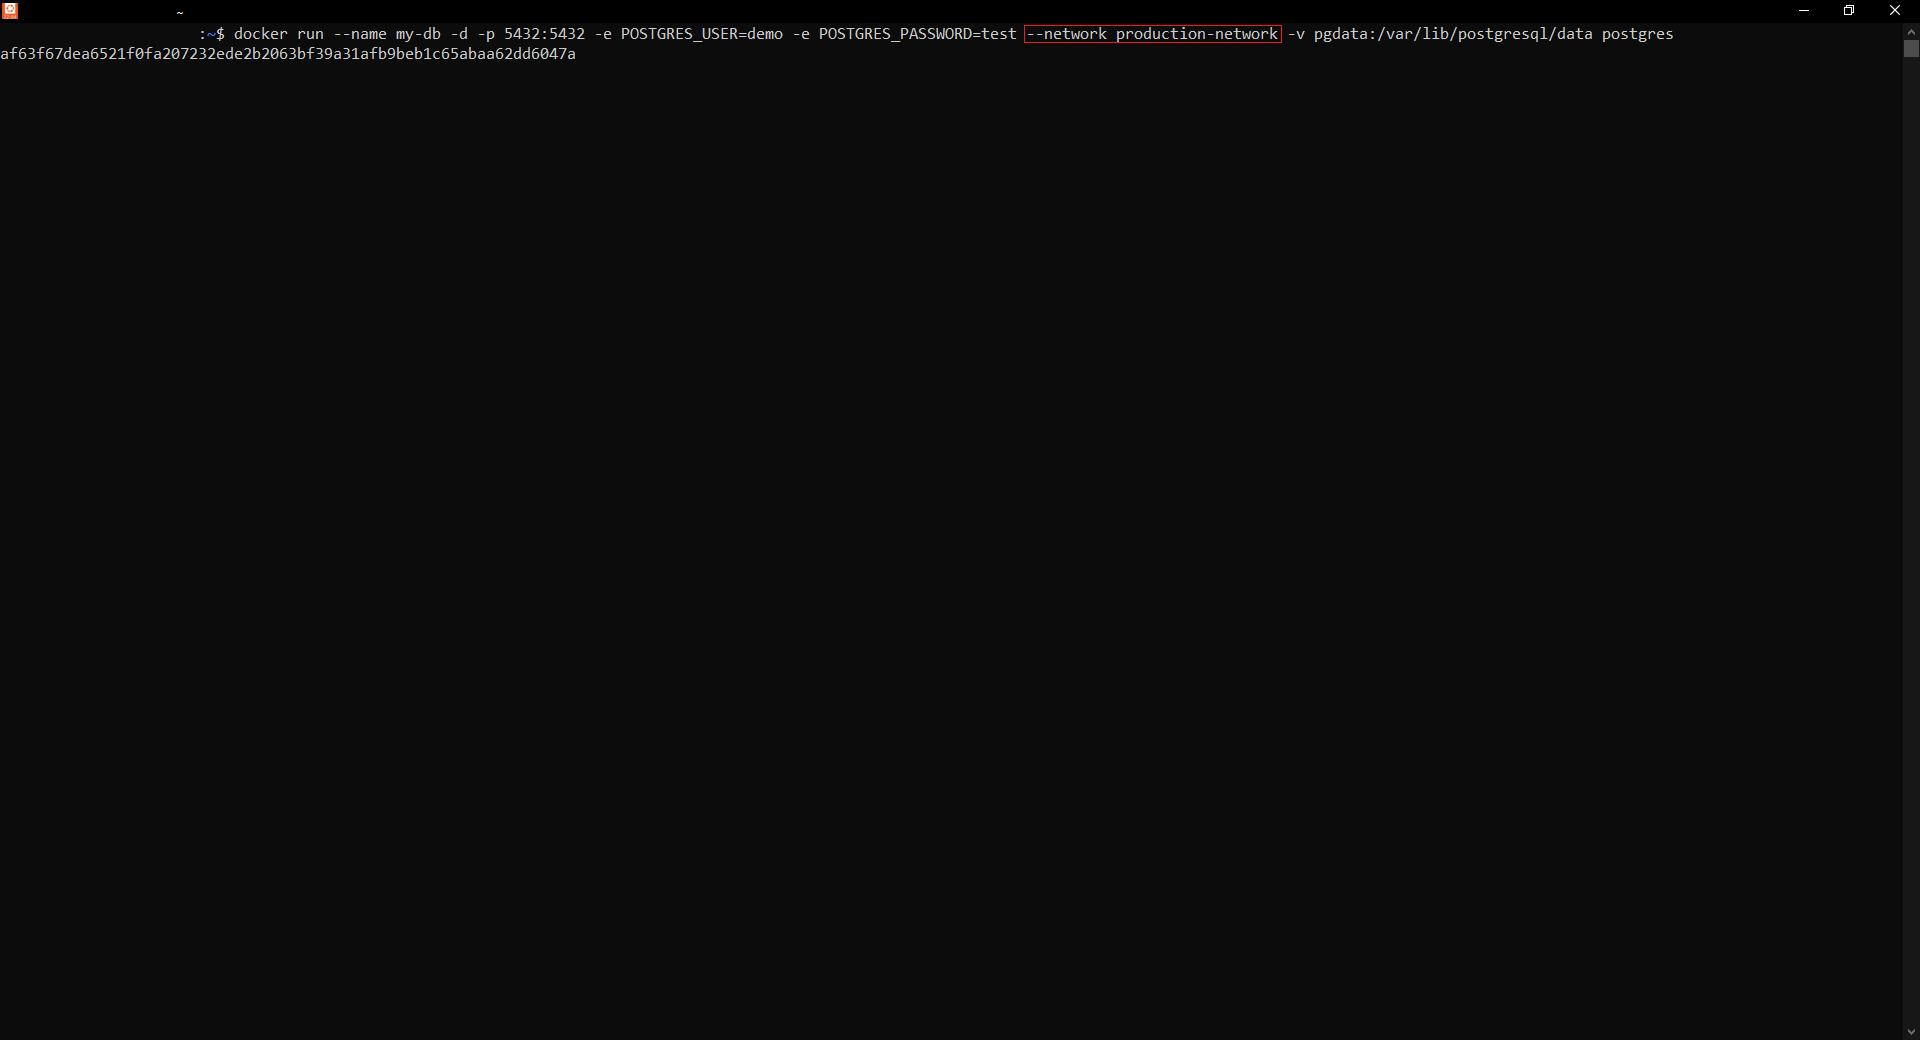 ~
:~$ docker run --name my-db -d -p 5432:5432 -e POSTGRES_USER=demo -e POSTGRES_PASSWORD=test --network production-network -v pgdata:/var/lib/postgresql/data postgres
af63f67dea6521f0fa207232ede2b2063bf39a31afb9beb1c65abaa62dd6047a